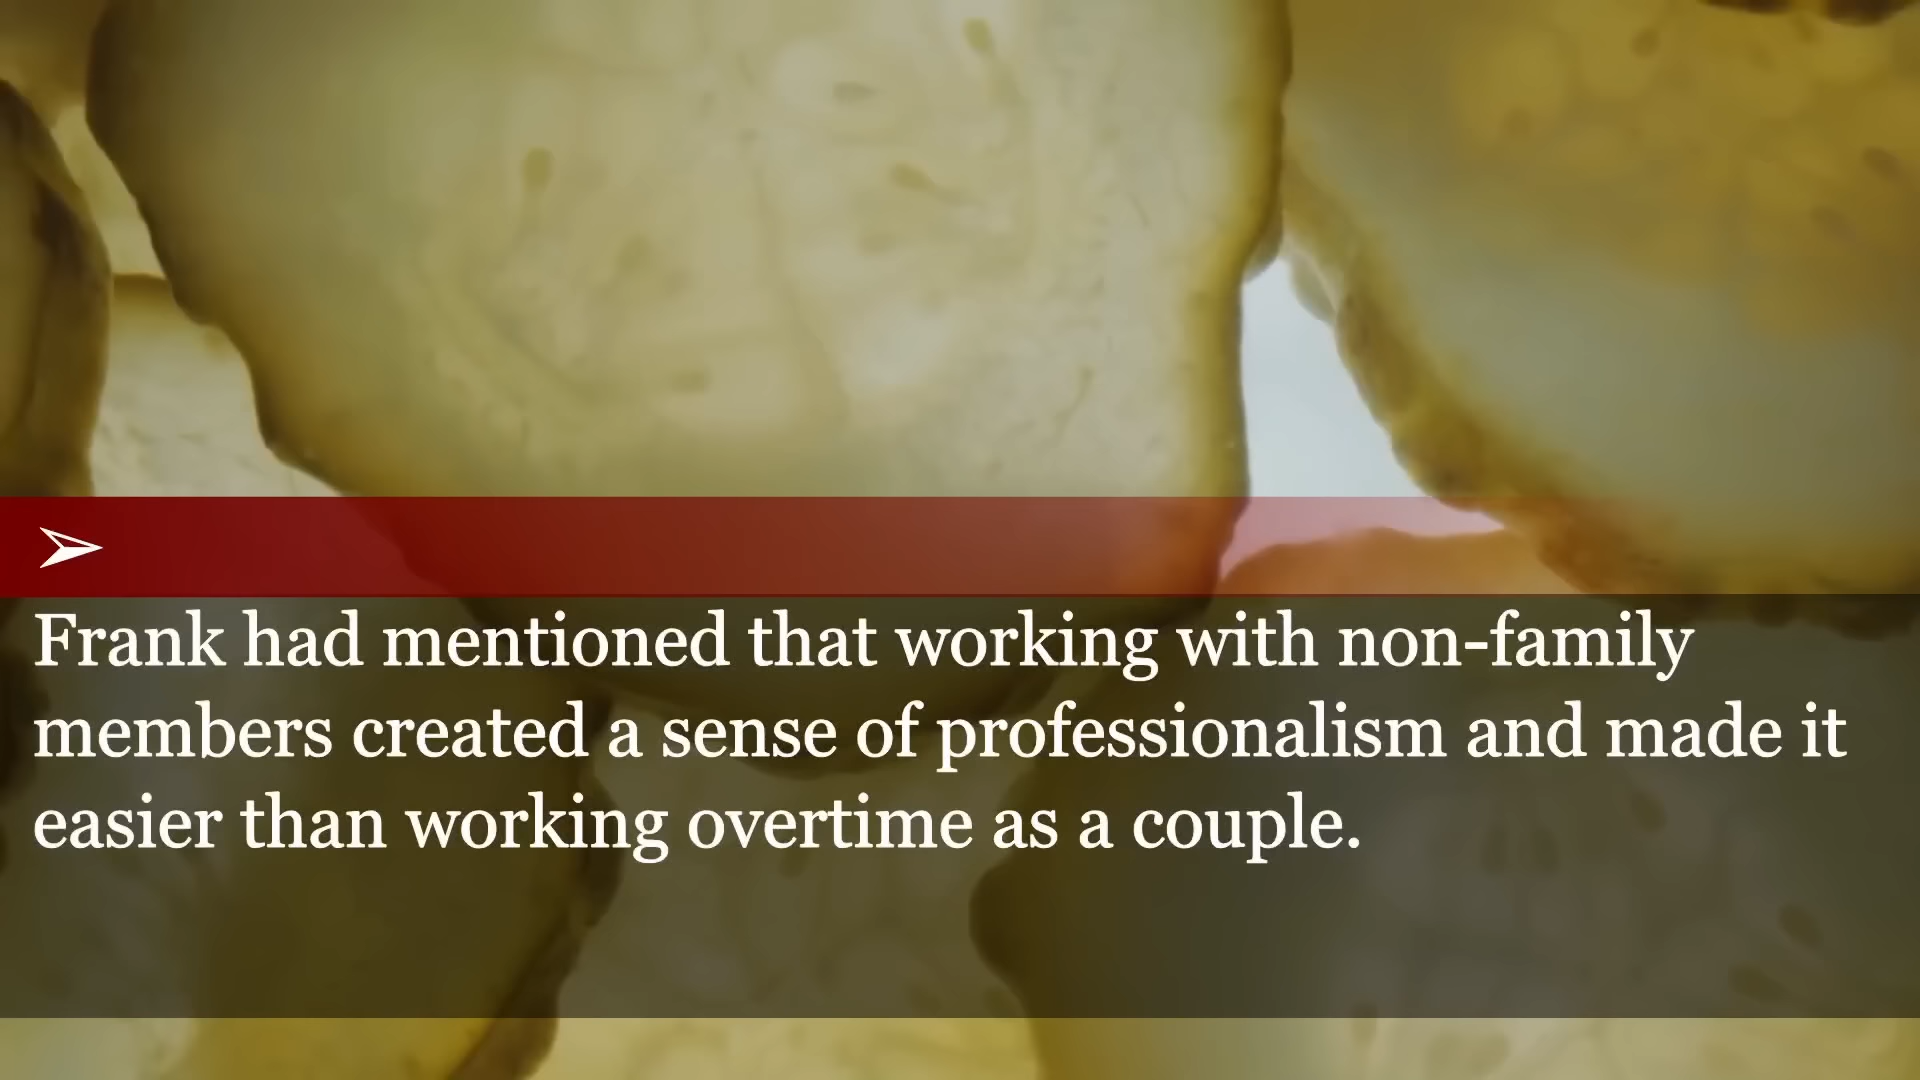 ➢
Frank had mentioned that working with non-family
members created a sense of professionalism and made it
easier than working overtime as a couple.